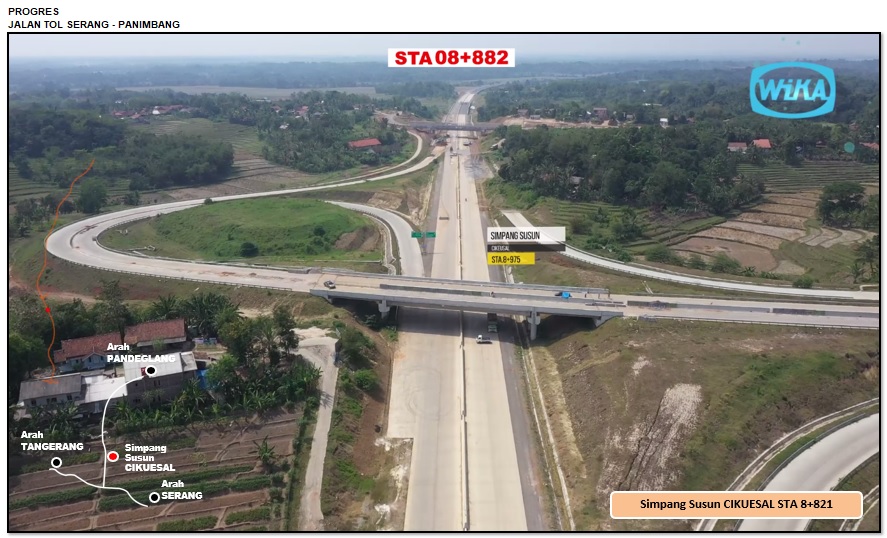 PROGRES
JALAN TOL SERANG - PANIMBANG
STA 08+882
WiKA
SIMPANG SUSUN
CIKEUSAL
STA.8+975
Arah
PANDEGLANG
Arah
TANGERANG
Simpang
Susun
CIKUESAL
Arah
SERANG
Simpang Susun CIKUESAL STA 8+821